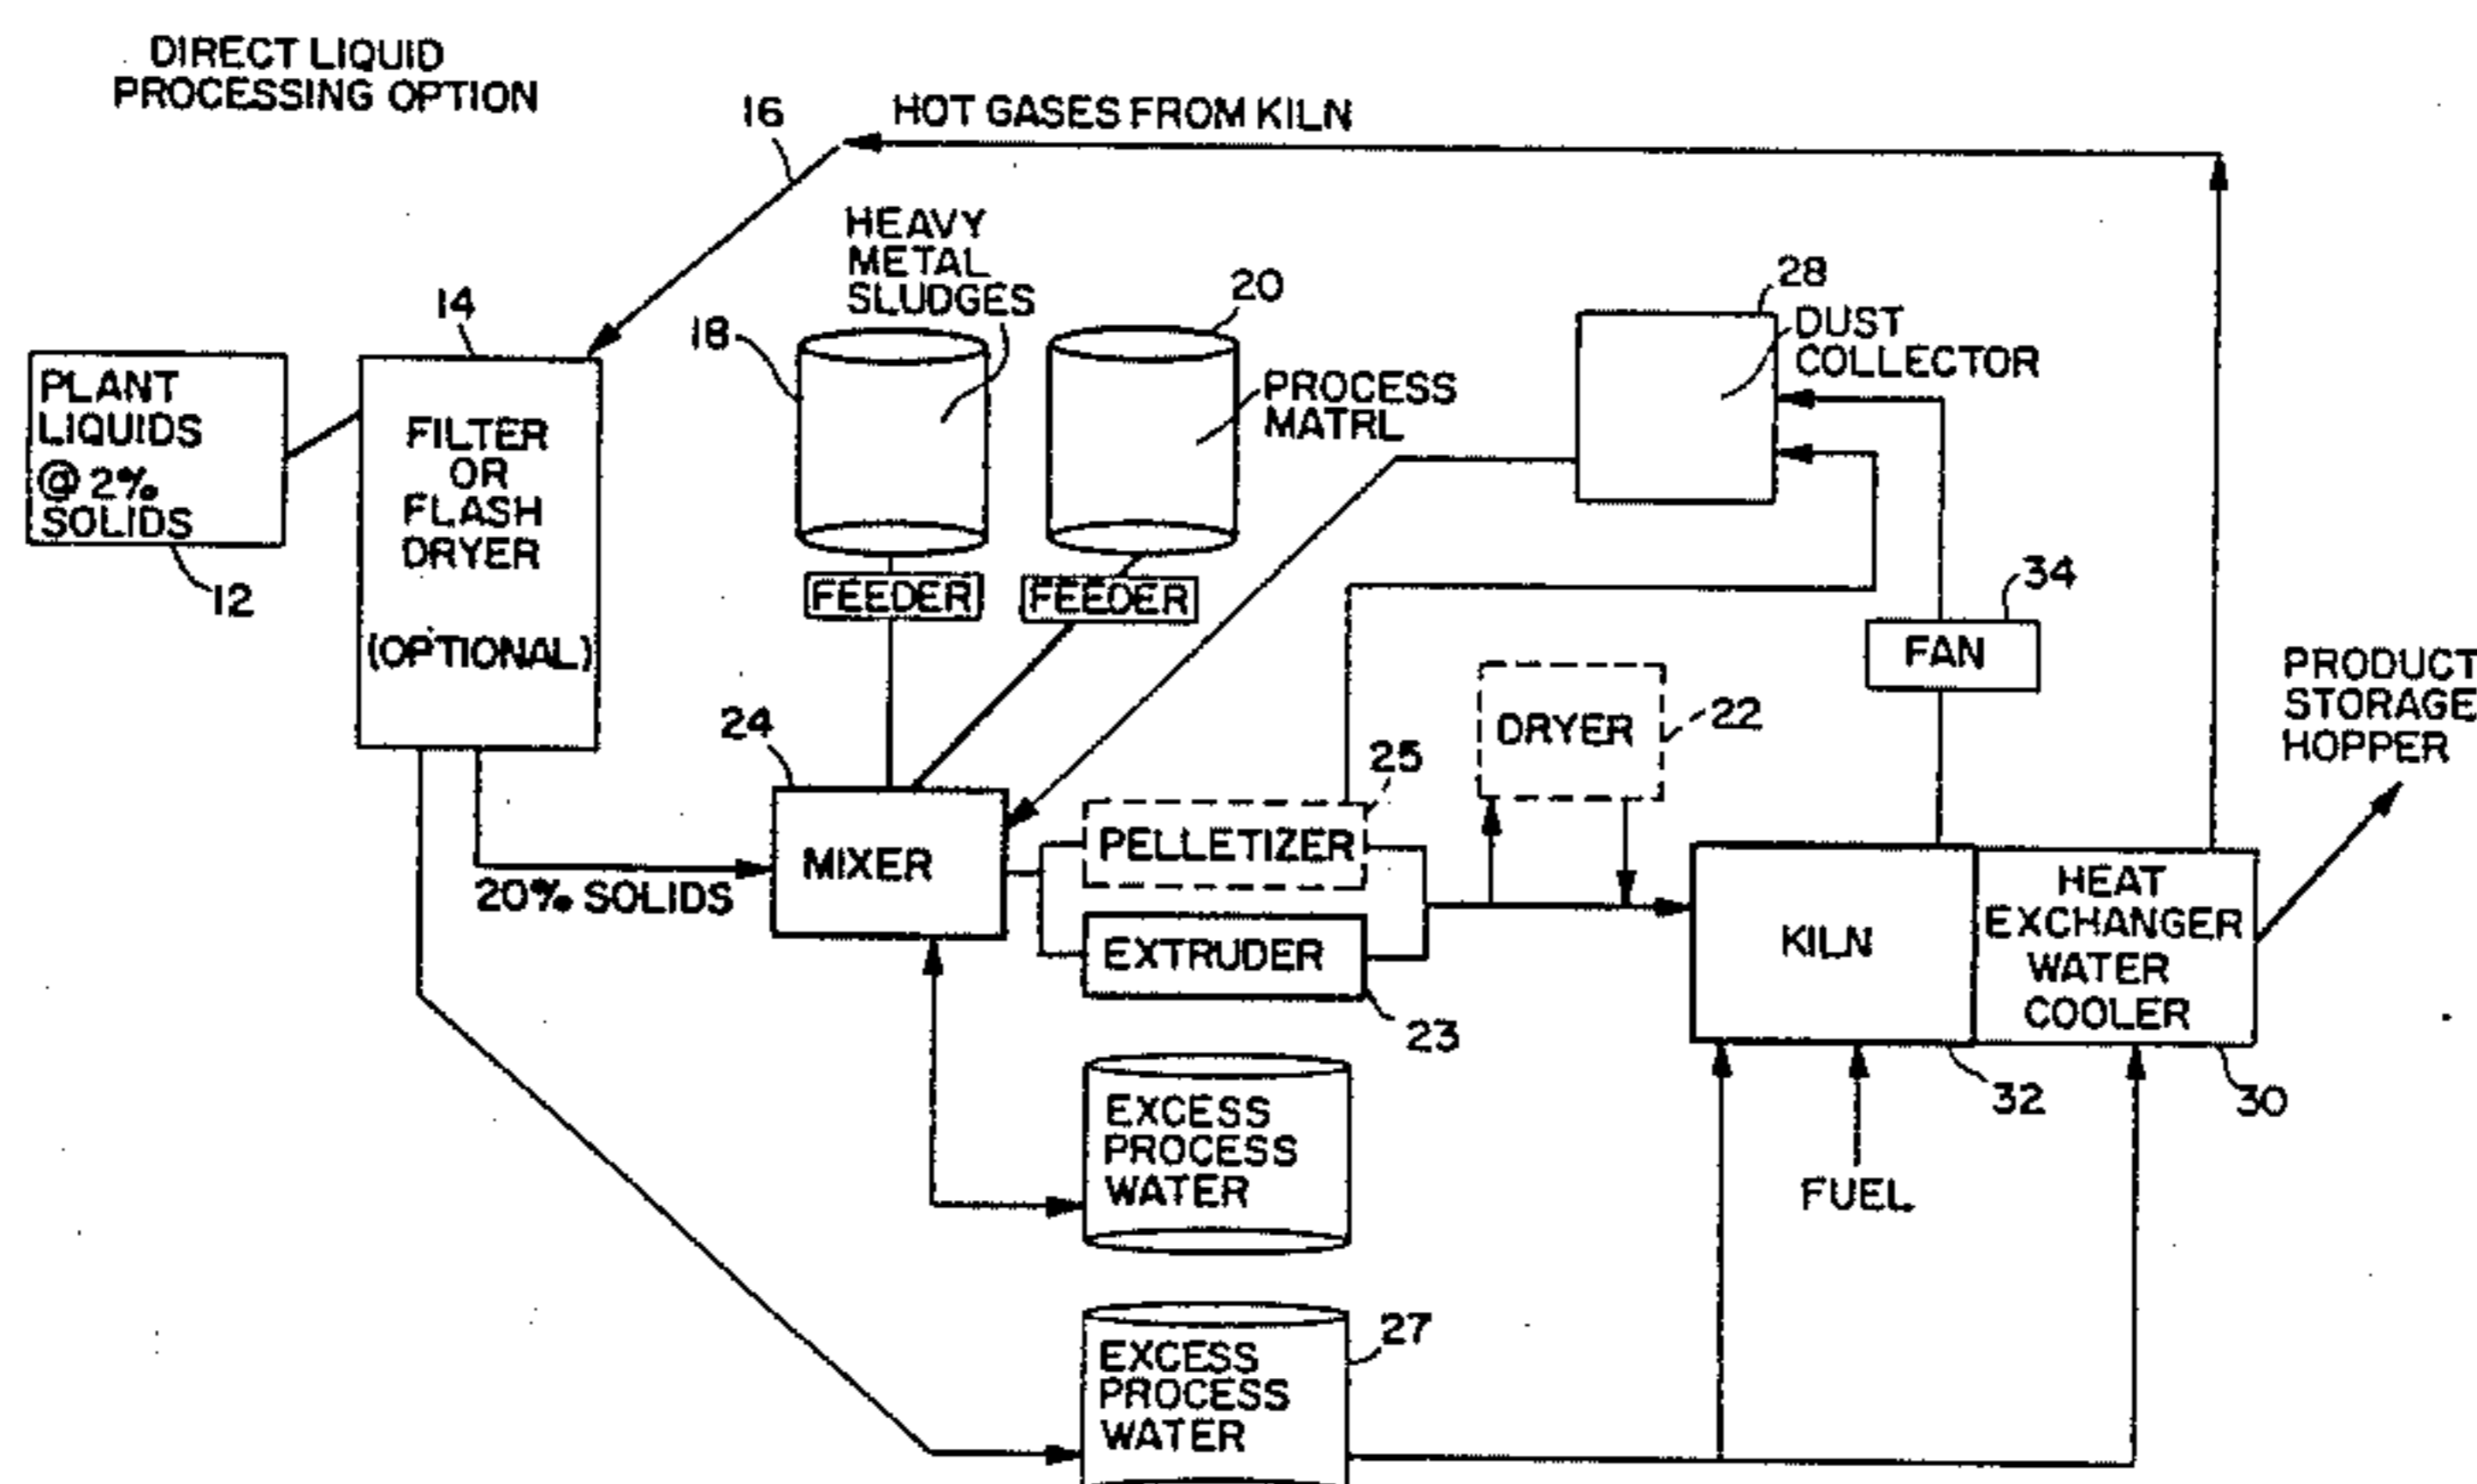 DIRECT LIQUID
PROCESSING OPTION
16
HOT GASES FROM KILN
HEAVY
METAL
SLUDGES
20
28
14
18
DUST
COLLECTOR
PLANT
LIQUIDS
@ 2%
SOLIDS
FILTER
OR
FLASH
DRYER
(OPTIONAL)
PROCESS
MATRL
12
FEEDER
FEEDER
34
FAN
PRODUCT
STORAGE
HOPPER
24
DRYER
22
25
MIXER
PELLETIZER
20% SOLIDS
EXTRUDER
23
KILN
HEAT
EXCHANGER
WATER
COOLER
32
30
EXCESS
PROCESS
WATER
FUEL
27
EXCESS
PROCESS
WATER